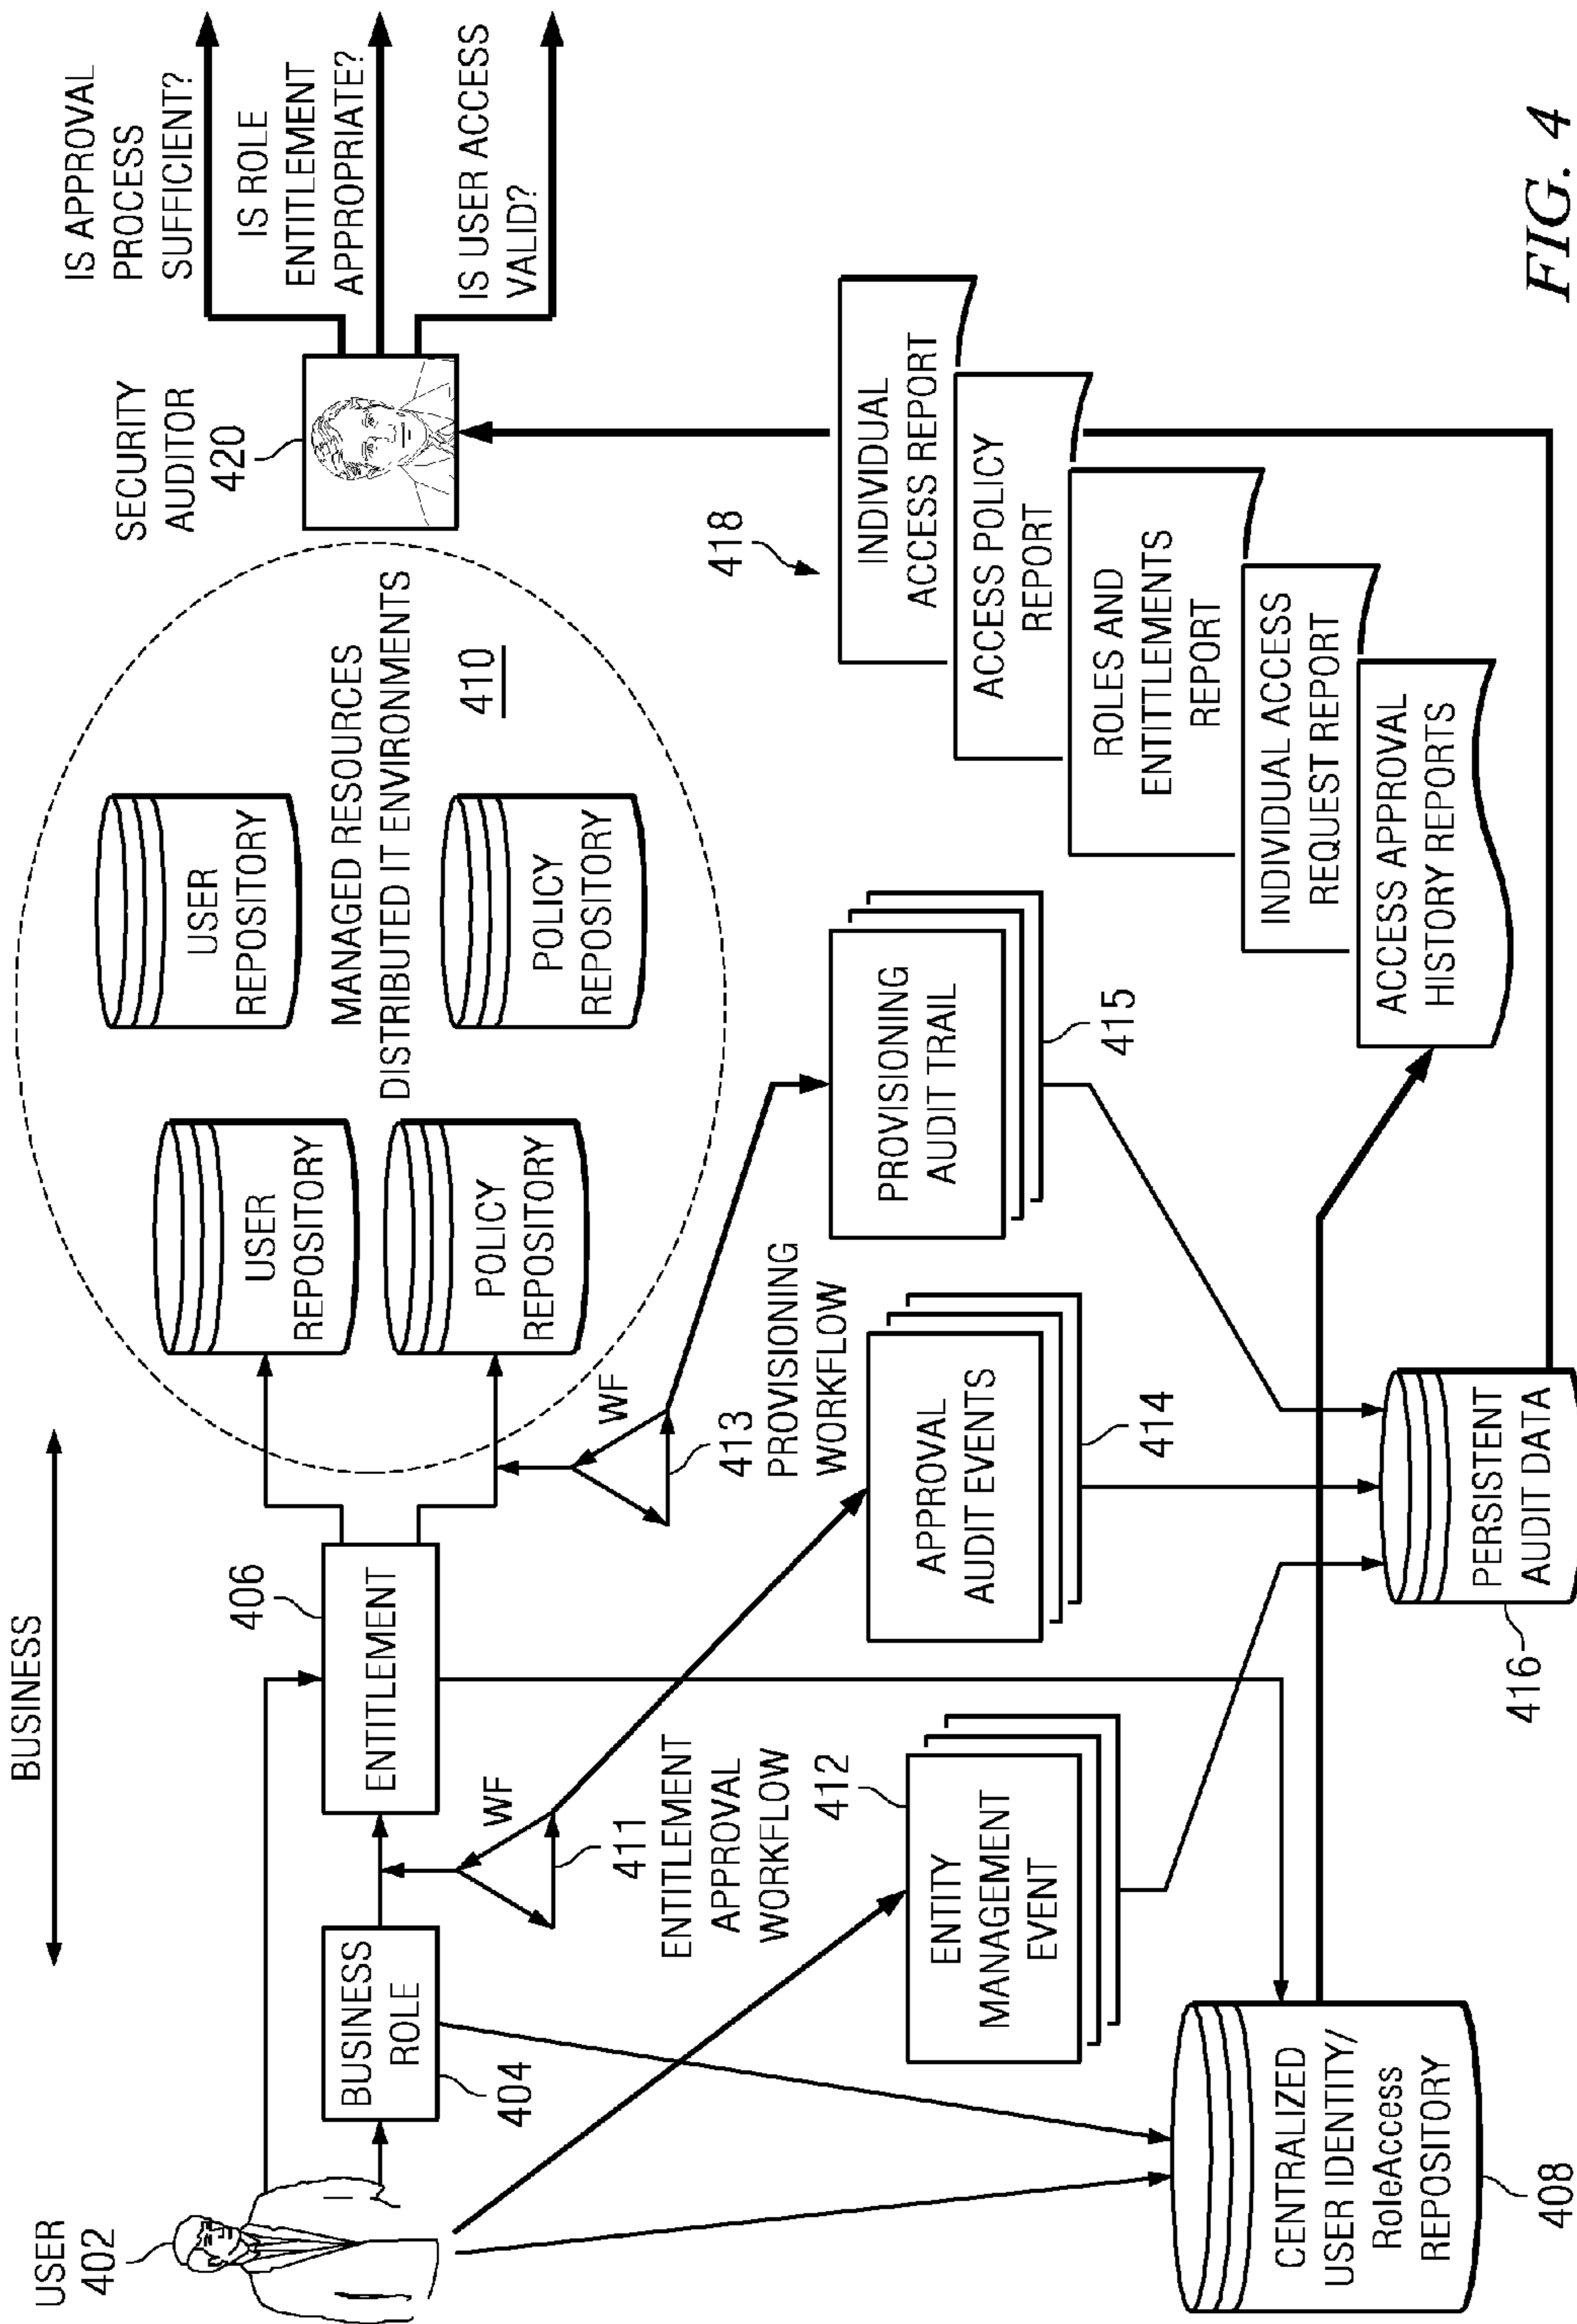 BUSINESS
USER
402
BUSINESS
ROLE
404
ENTITLEMENT
406
WF
411
ENTITLEMENT
APPROVAL
WORKFLOW
WF
413
PROVISIONING
WORKFLOW
USER
REPOSITORY
POLICY
REPOSITORY
USER
REPOSITORY
MANAGED RESOURCES
DISTRIBUTED IT ENVIRONMENTS
410
POLICY
REPOSITORY
SECURITY
AUDITOR
420
IS APPROVAL
PROCESS
SUFFICIENT?
IS ROLE
ENTITLEMENT
APPROPRIATE?
IS USER ACCESS
VALID?
412
ENTITY
MANAGEMENT
EVENT
APPROVAL
AUDIT EVENTS
414
PROVISIONING
AUDIT TRAIL
415
418
INDIVIDUAL
ACCESS REPORT
ACCESS POLICY
REPORT
ROLES AND
ENTITTLEMENTS
REPORT
INDIVIDUAL ACCESS
REQUEST REPORT
ACCESS APPROVAL
HISTORY REPORTS
CENTRALIZED
USER IDENTITY/
RoleAccess
REPOSITORY
408
416
PERSISTENT
AUDIT DATA
FIG. 4